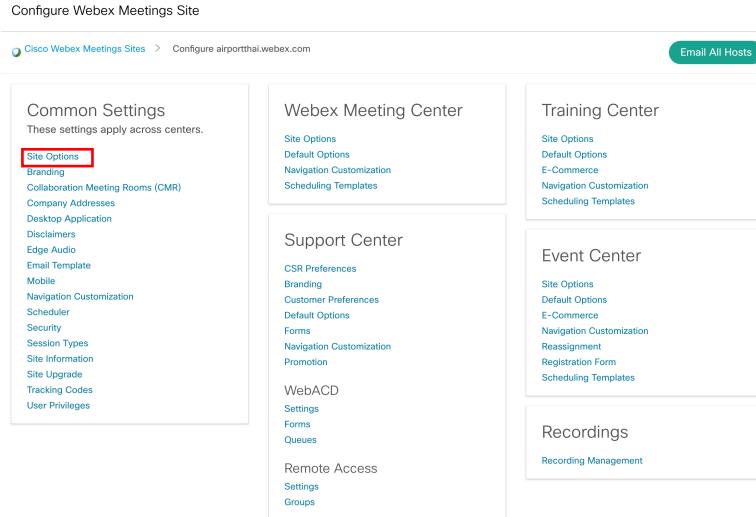 Configure Webex Meetings Site
Cisco Webex Meetings Sites > Configure airportthai.webex.com
Email All Hosts
Common Settings
These settings apply across centers.
Site Options
Branding
Collaboration Meeting Rooms (CMR)
Company Addresses
Desktop Application
Disclaimers
Edge Audio
Email Template
Mobile
Navigation Customization
Scheduler
Security
Session Types
Site Information
Site Upgrade
Tracking Codes
User Privileges
Webex Meeting Center
Site Options
Default Options
Navigation Customization
Scheduling Templates
Support Center
CSR Preferences
Branding
Customer Preferences
Default Options
Forms
Navigation Customization
Promotion
WebACD
Settings
Forms
Queues
Remote Access
Settings
Groups
Training Center
Site Options
Default Options
E-Commerce
Navigation Customization
Scheduling Templates
Event Center
Site Options
Default Options
E-Commerce
Navigation Customization
Reassignment
Registration Form
Scheduling Templates
Recordings
Recording Management